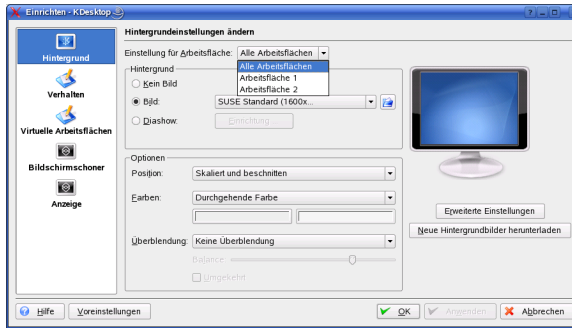 Einrichten - KDesktop
Hintergrund
Verhalten
Virtuelle Arbeitsflächen
Bildschirmschoner
Anzeige
Hintergrundeinstellungen ändern
Einstellung für Arbeitsfläche: Alle Arbeitsflächen
Alle Arbeitsflächen
Arbeitsfläche 1
Arbeitsfläche 2
Hintergrund
Kein Bild
Bild: SUSE Standard (1600x...
Diashow: Einrichtung ...
Optionen
Position: Skaliert und beschnitten
Farben: Durchgehende Farbe
Überblendung: Keine Überblendung
Balance:
Umgekehrt
Erweiterte Einstellungen
Neue Hintergrundbilder herunterladen
Hilfe Voreinstellungen OK Anwenden Abbrechen